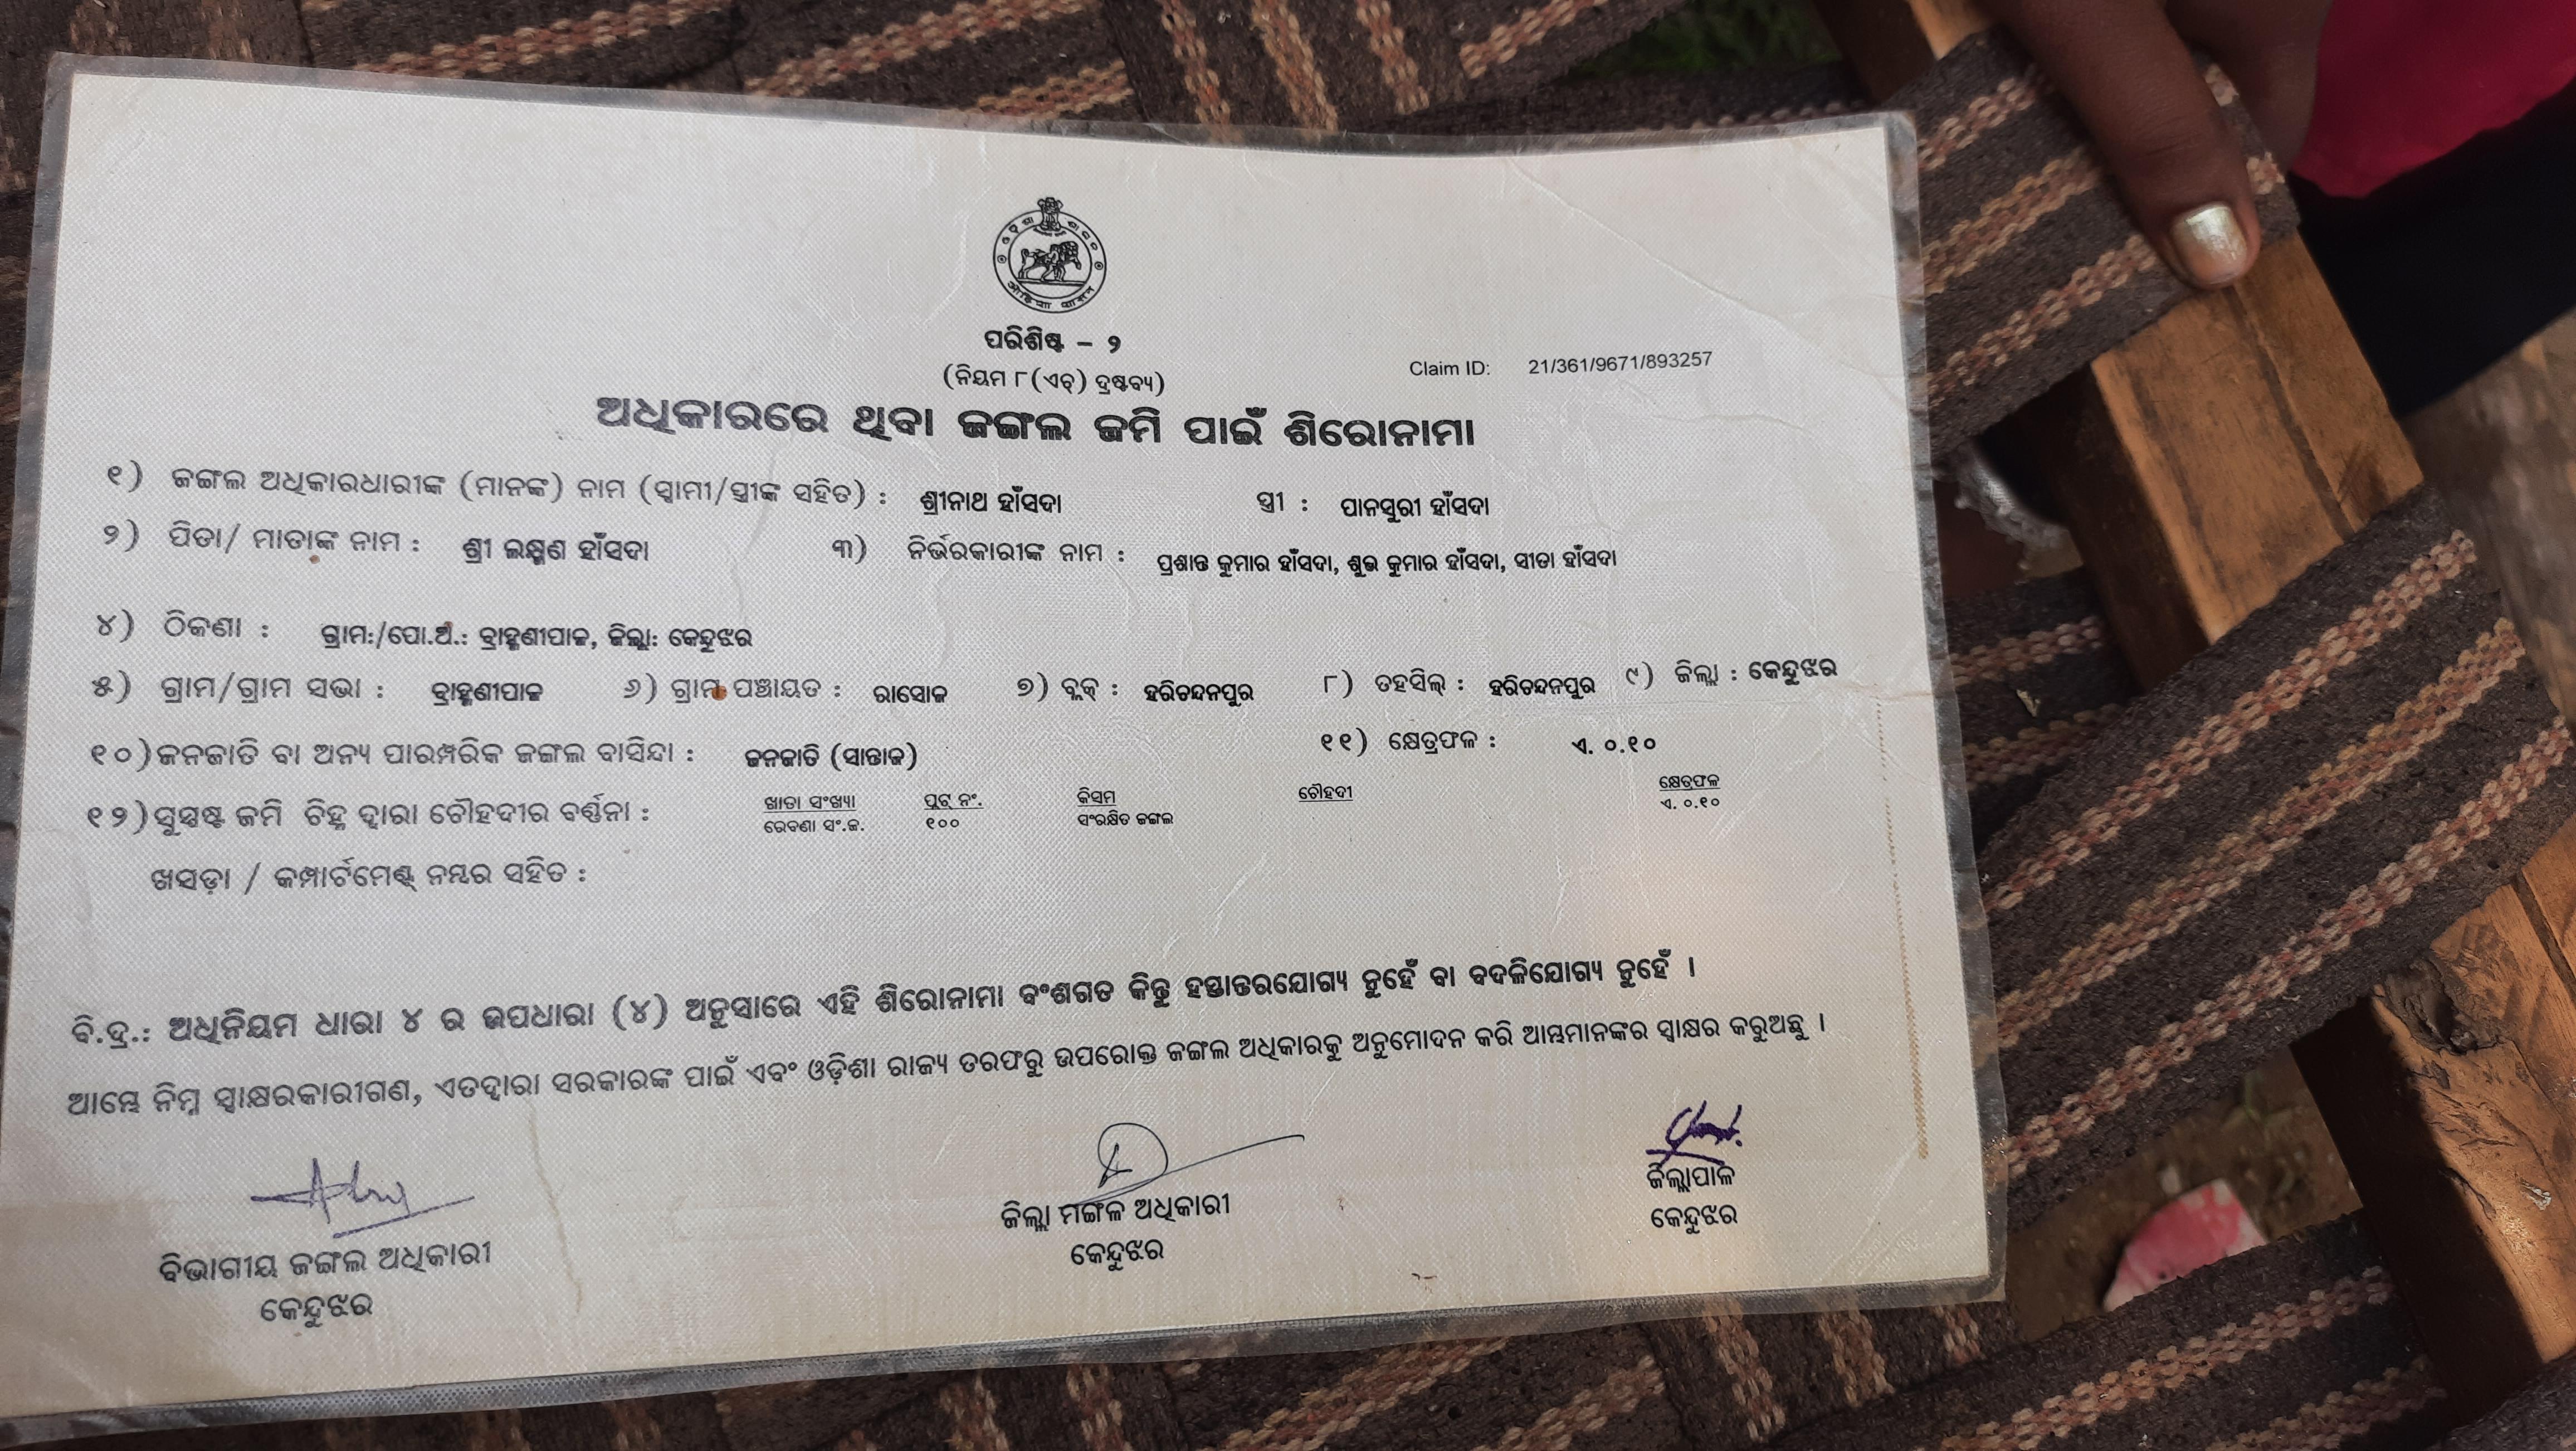 ପରିଶିଷ୍ଟ – ୨
(ନିୟମ ୮(ଏଚ୍) ଦ୍ରଷ୍ଟବ୍ୟ)
Claim ID: 21/361/9671/893257
ଅଧିକାରରେ ଥିବା ଜଙ୍ଗଲ ଜମି ପାଇଁ ଶିରୋନାମା
୧) ଜଙ୍ଗଲ ଅଧିକାରଧାରୀଙ୍କ (ମାନଙ୍କ) ନାମ (ସ୍ୱାମୀ/ସ୍ତ୍ରୀଙ୍କ ସହିତ) : ଶ୍ରୀନାଥ ହାଁସଦା ସ୍ତ୍ରୀ : ପାନସୁରୀ ହାଁସଦା
୨) ପିତା/ ମାତାଙ୍କ ନାମ : ଶ୍ରୀ ଲକ୍ଷ୍ମଣ ହାଁସଦା ୩) ନିର୍ଭରକାରୀଙ୍କ ନାମ : ପ୍ରଶାନ୍ତ କୁମାର ହାଁସଦା, ଶୁଭ କୁମାର ହାଁସଦା, ସୀତା ହାଁସଦା
୪) ଠିକଣା : ଗ୍ରାମ:/ପୋ.ଅ.: ବ୍ରାହ୍ମଣୀପାଳ, ଜିଲ୍ଲା: କେନ୍ଦୁଝର
୫) ଗ୍ରାମ/ଗ୍ରାମ ସଭା : ବ୍ରାହ୍ମଣୀପାଳ ୬) ଗ୍ରାମ ପଞ୍ଚାୟତ : ରାସୋଳ ୭) ବ୍ଲକ୍ : ହରିଚନ୍ଦନପୁର ୮) ତହସିଲ୍ : ହରିଚନ୍ଦନପୁର ୯) ଜିଲ୍ଲା : କେନ୍ଦୁଝର
୧୦) ଜନଜାତି ବା ଅନ୍ୟ ପାରମ୍ପରିକ ଜଙ୍ଗଲ ବାସିନ୍ଦା : ଜନଜାତି (ସାନ୍ତାଳ) ୧୧) କ୍ଷେତ୍ରଫଳ : ଏ. ୦.୧୦
୧୨) ସୁସ୍ପଷ୍ଟ ଜମି ଚିହ୍ନ ଦ୍ୱାରା ଚୌହଦୀର ବର୍ଣ୍ଣନା : ଖାତା ସଂଖ୍ୟା ପ୍ଲଟ୍ ନଂ. କିସମ ଚୌହଦୀ କ୍ଷେତ୍ରଫଳ
ରେବଣା ସଂ.ଜ. ୧୦୦ ସଂରକ୍ଷିତ ଜଙ୍ଗଲ ଏ. ୦.୧୦
ଖସଡ଼ା / କମ୍ପାର୍ଟମେଣ୍ଟ୍ ନମ୍ବର ସହିତ :
ବି.ଦ୍ର.: ଅଧିନିୟମ ଧାରା ୪ ର ଉପଧାରା (୪) ଅନୁସାରେ ଏହି ଶିରୋନାମା ବଂଶଗତ କିନ୍ତୁ ହସ୍ତାନ୍ତରଯୋଗ୍ୟ ନୁହେଁ ବା ବଦଳିଯୋଗ୍ୟ ନୁହେଁ ।
ଆମ୍ଭେ ନିମ୍ନ ସ୍ୱାକ୍ଷରକାରୀଗଣ, ଏତଦ୍ୱାରା ସରକାରଙ୍କ ପାଇଁ ଏବଂ ଓଡ଼ିଶା ରାଜ୍ୟ ତରଫରୁ ଉପରୋକ୍ତ ଜଙ୍ଗଲ ଅଧିକାରକୁ ଅନୁମୋଦନ କରି ଆମ୍ଭମାନଙ୍କର ସ୍ୱାକ୍ଷର କରୁଅଛୁ ।
ବିଭାଗୀୟ ଜଙ୍ଗଲ ଅଧିକାରୀ
କେନ୍ଦୁଝର
ଜିଲ୍ଲା ମଙ୍ଗଳ ଅଧିକାରୀ
କେନ୍ଦୁଝର
ଜିଲ୍ଲାପାଳ
କେନ୍ଦୁଝର